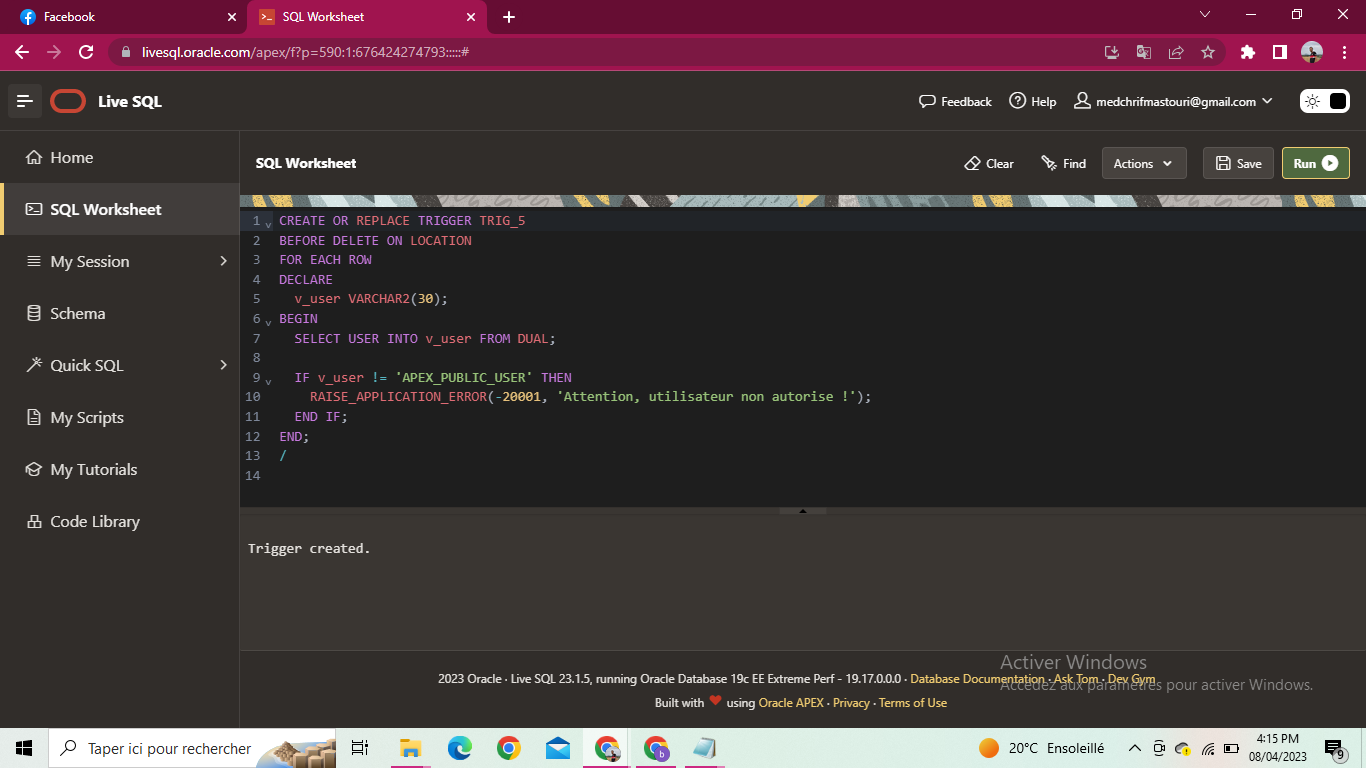 Facebook
SQL Worksheet
livesql.oracle.com/apex/f?p=590:1:676424274793:::::#
Live SQL
Feedback
Help
medchrifmastouri@gmail.com
Home
SQL Worksheet
My Session
Schema
Quick SQL
My Scripts
My Tutorials
Code Library
SQL Worksheet
Clear
Find
Actions
Save
Run
1 CREATE OR REPLACE TRIGGER TRIG_5
2 BEFORE DELETE ON LOCATION
3 FOR EACH ROW
4 DECLARE
5 v_user VARCHAR2(30);
6 BEGIN
7 SELECT USER INTO v_user FROM DUAL;
8
9 IF v_user != 'APEX_PUBLIC_USER' THEN
10 RAISE_APPLICATION_ERROR(-20001, 'Attention, utilisateur non autorise !');
11 END IF;
12 END;
13 /
14
Trigger created.
2023 Oracle · Live SQL 23.1.5, running Oracle Database 19c EE Extreme Perf - 19.17.0.0.0 · Database Documentation · Ask Tom · Dev Gym
Built with ❤ using Oracle APEX · Privacy · Terms of Use
Activer Windows
Accédez aux paramètres pour activer Windows.
Taper ici pour rechercher
b
20°C Ensoleillé
4:15 PM
08/04/2023
9